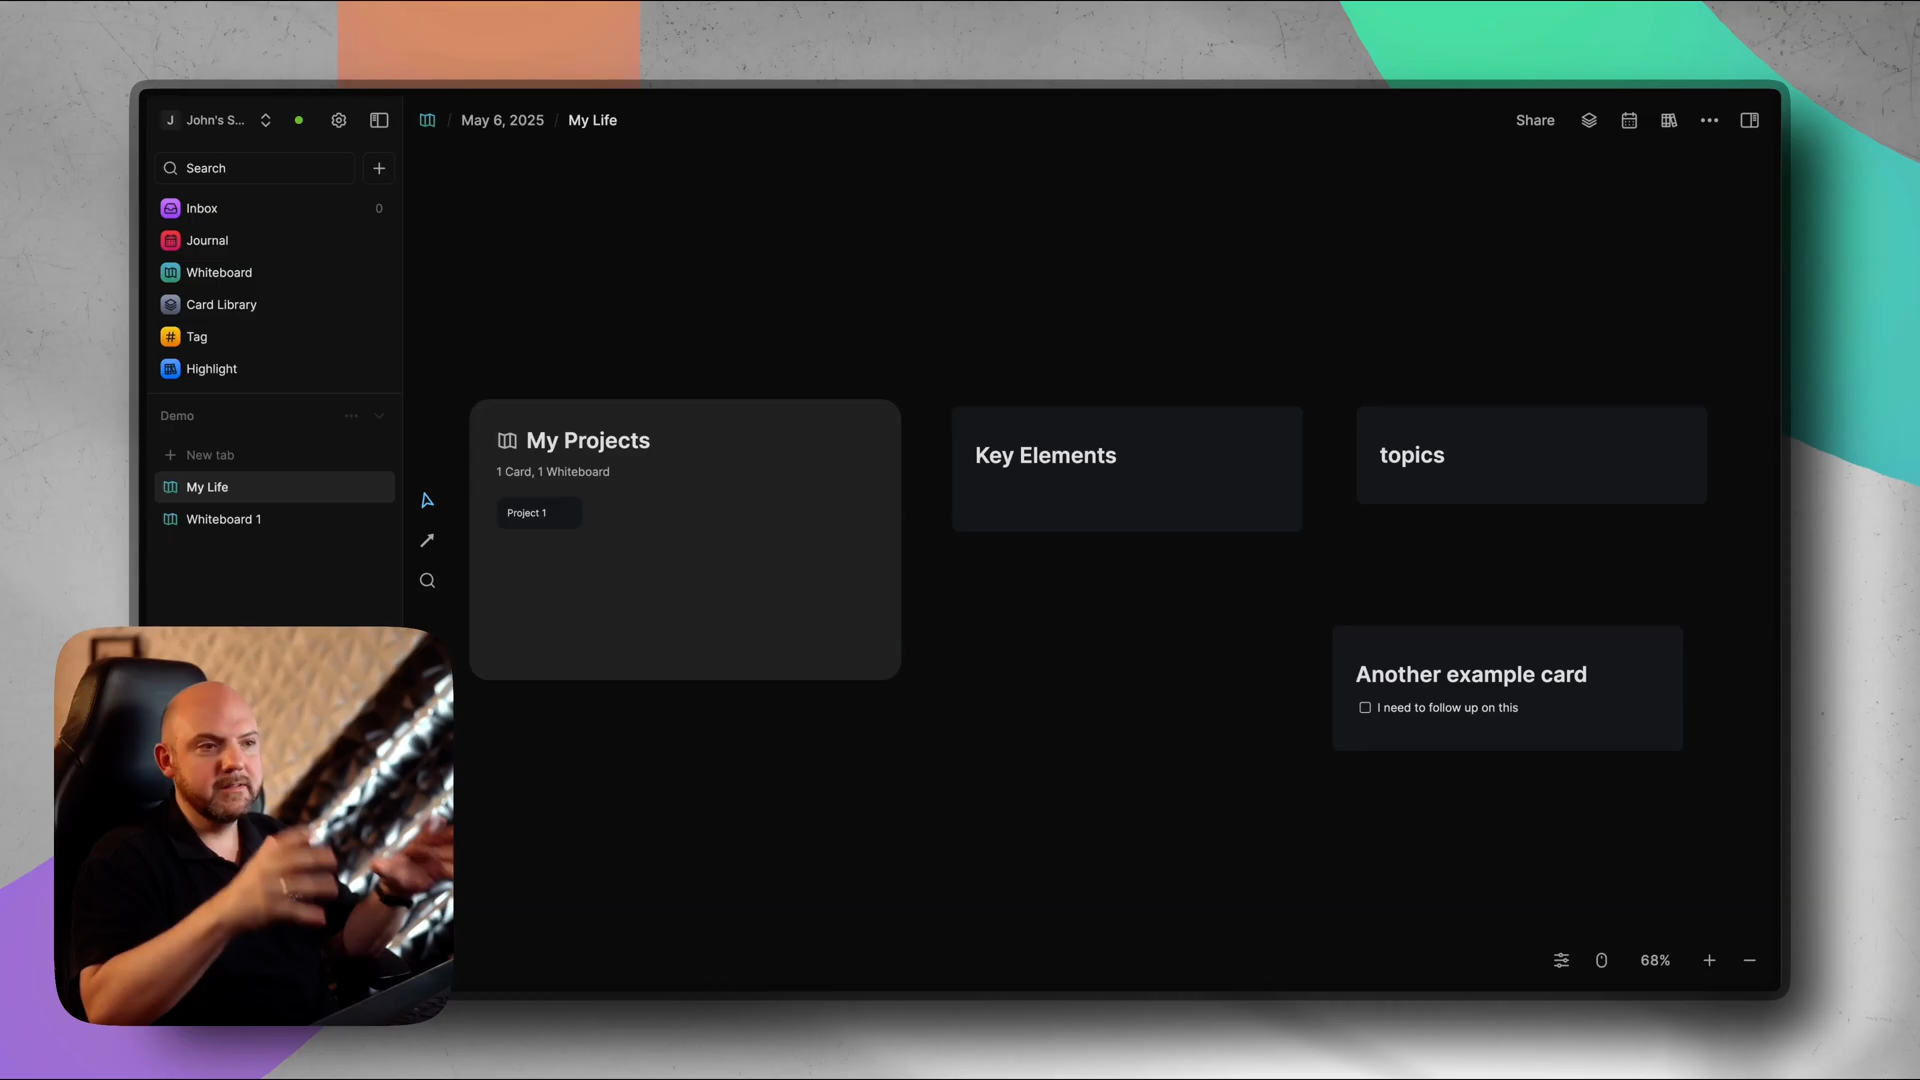 J John's S...
/ May 6, 2025 / My Life
Share
Search
Inbox 0
Journal
Whiteboard
Card Library
# Tag
Highlight
Demo
New tab
My Life
Whiteboard 1
My Projects
1 Card, 1 Whiteboard
Project 1
Key Elements
topics
Another example card
I need to follow up on this
68%